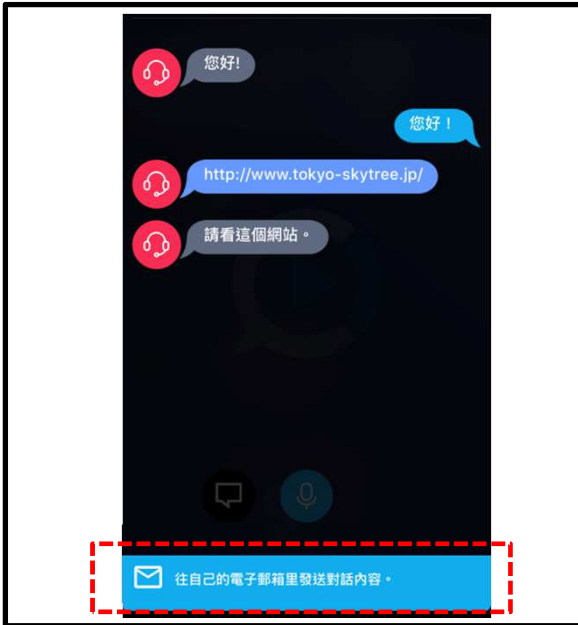 您好!
您好！
http://www.tokyo-skytree.jp/
請看這個網站。
往自己的電子郵箱里發送對話內容。